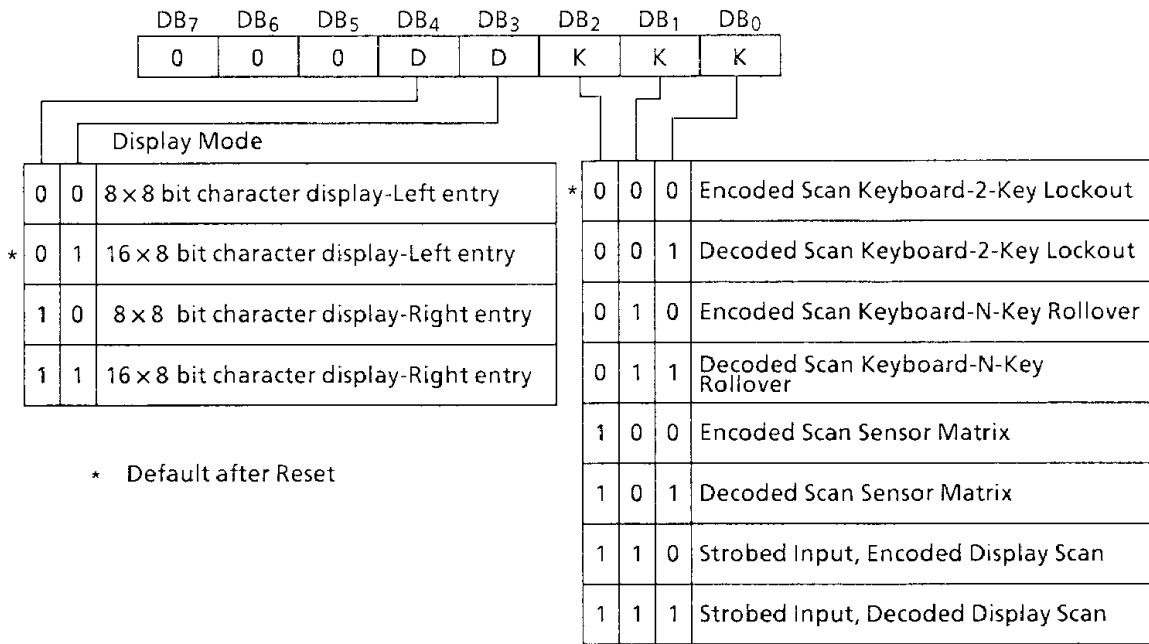 DB7 DB6 DB5 DB4 DB3 DB2 DB1 DB0
0 0 0 D D K K K
Display Mode
0 0 8 × 8 bit character display-Left entry
* 0 1 16 × 8 bit character display-Left entry
1 0 8 × 8 bit character display-Right entry
1 1 16 × 8 bit character display-Right entry
* Default after Reset
* 0 0 0 Encoded Scan Keyboard-2-Key Lockout
0 0 1 Decoded Scan Keyboard-2-Key Lockout
0 1 0 Encoded Scan Keyboard-N-Key Rollover
0 1 1 Decoded Scan Keyboard-N-Key
Rollover
1 0 0 Encoded Scan Sensor Matrix
1 0 1 Decoded Scan Sensor Matrix
1 1 0 Strobed Input, Encoded Display Scan
1 1 1 Strobed Input, Decoded Display Scan